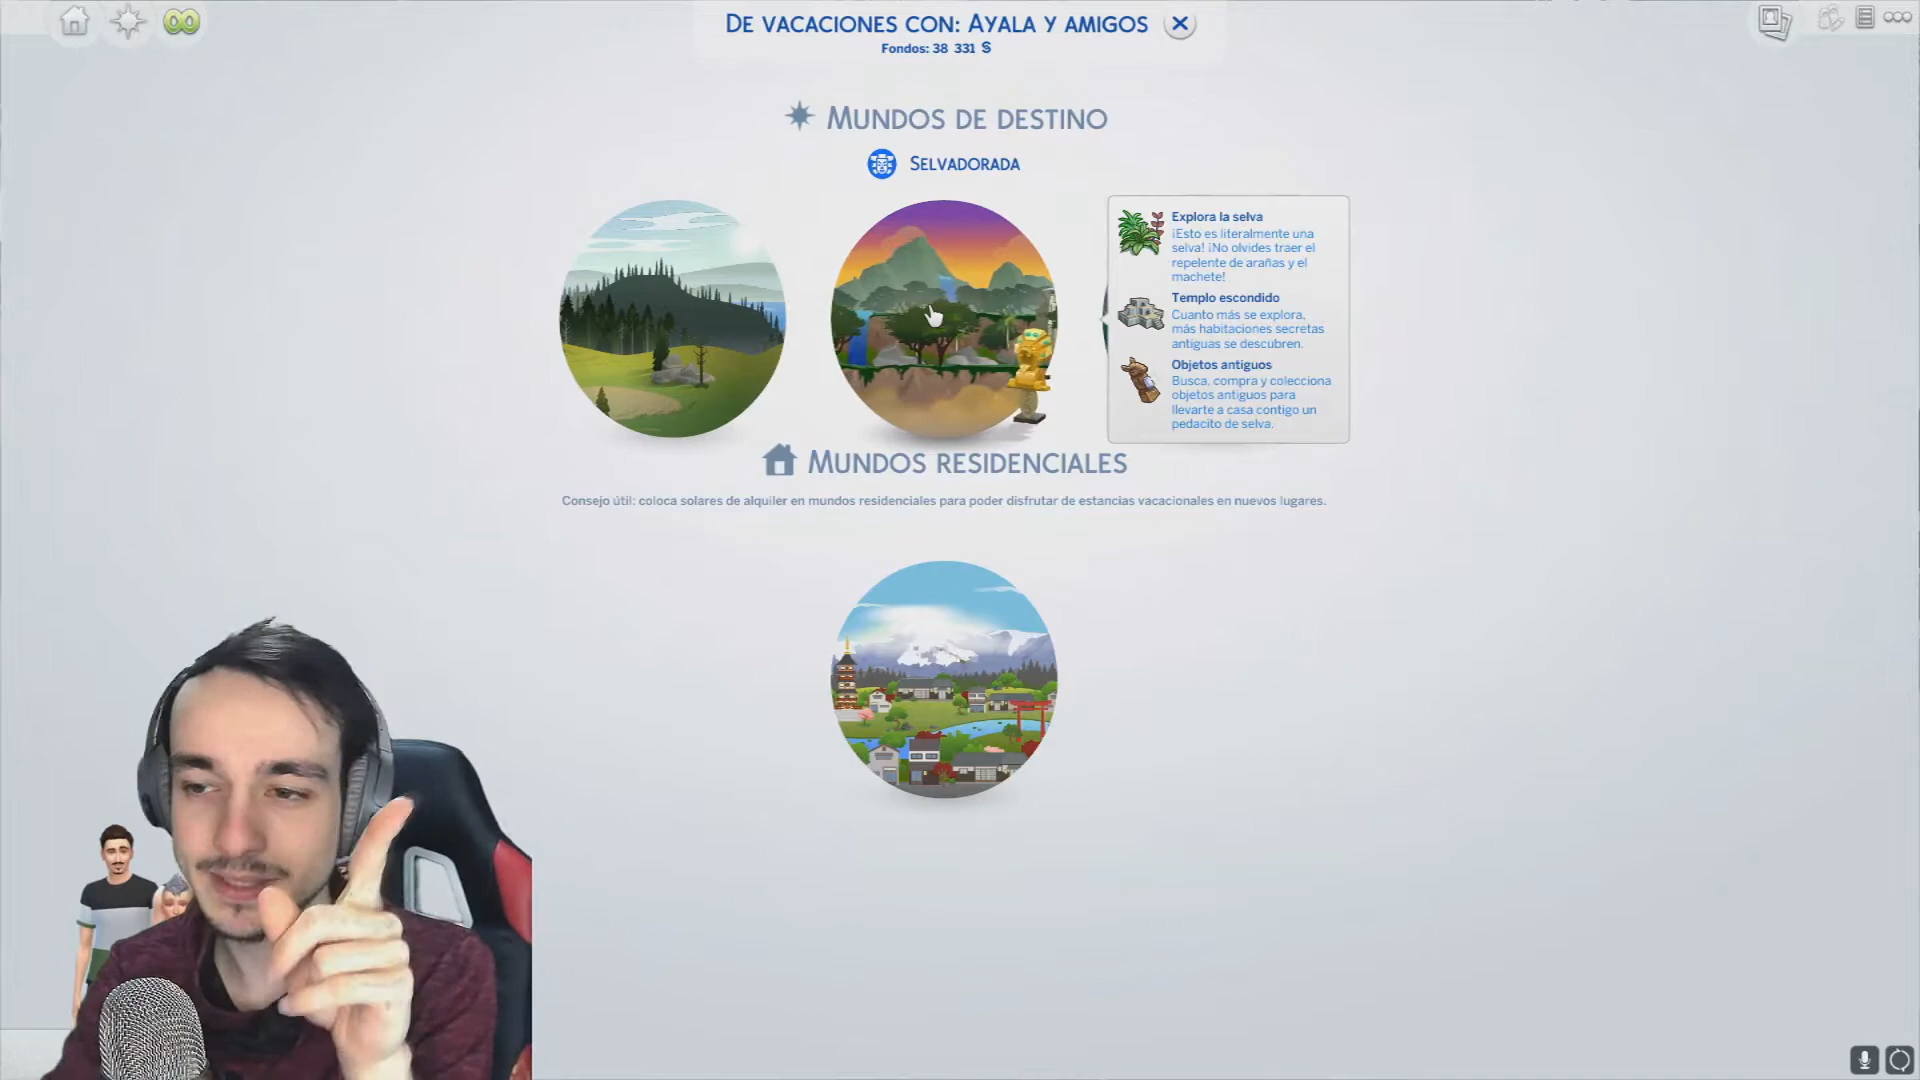 De vacaciones con: Ayala y amigos
Fondos: 38 331 $
Mundos de destino
Selvadorada
Explora la selva
¡Esto es literalmente una
selva! ¡No olvides traer el
repelente de arañas y el
machete!
Templo escondido
Cuanto más se explora,
más habitaciones secretas
antiguas se descubren.
Objetos antiguos
Busca, compra y colecciona
objetos antiguos para
llevarte a casa contigo un
pedacito de selva.
Mundos residenciales
Consejo útil: coloca solares de alquiler en mundos residenciales para poder disfrutar de estancias vacacionales en nuevos lugares.